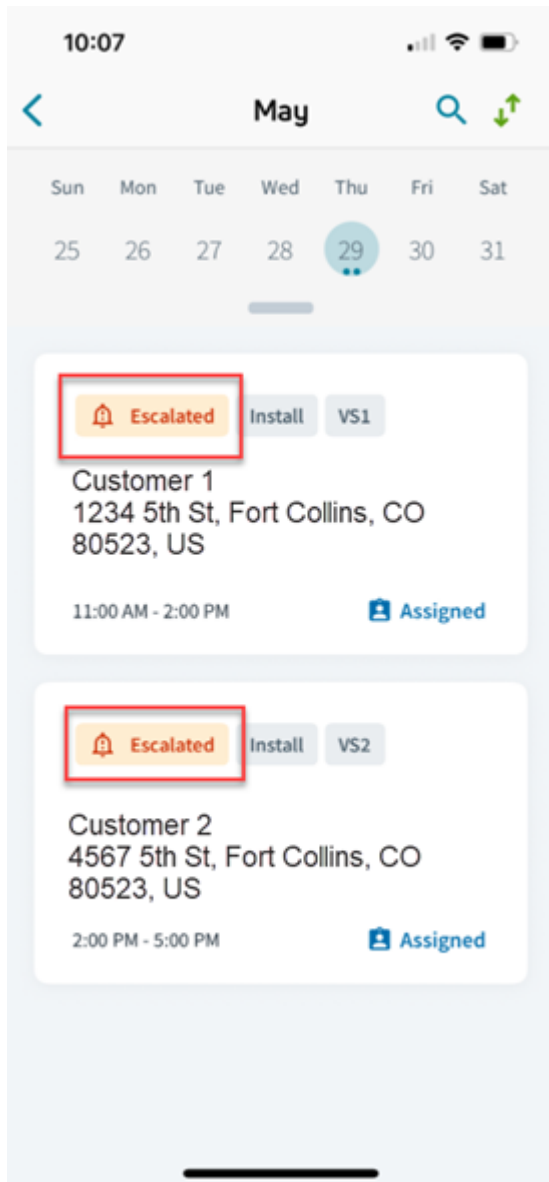 10:07
May
Sun Mon Tue Wed Thu Fri Sat
25 26 27 28 29 30 31
Escalated Install VS1
Customer 1
1234 5th St, Fort Collins, CO
80523, US
11:00 AM - 2:00 PM Assigned
Escalated Install VS2
Customer 2
4567 5th St, Fort Collins, CO
80523, US
2:00 PM - 5:00 PM Assigned